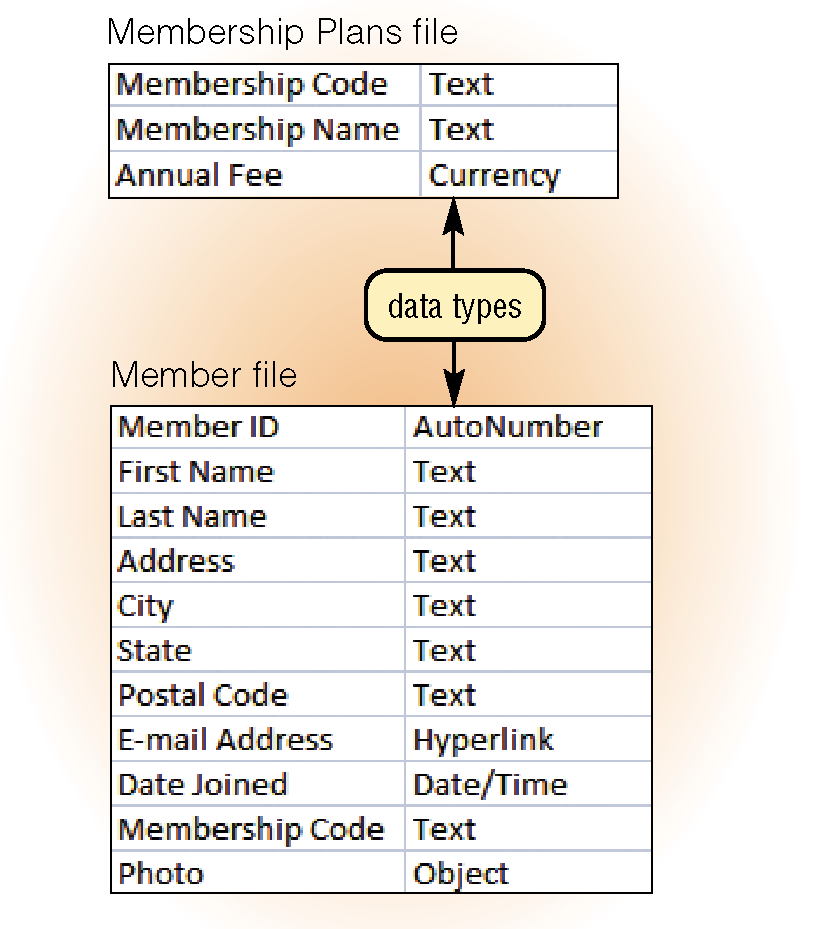 Membership Plans file
Membership Code Text
Membership Name Text
Annual Fee Currency
data types
Member file
Member ID AutoNumber
First Name Text
Last Name Text
Address Text
City Text
State Text
Postal Code Text
E-mail Address Hyperlink
Date Joined Date/Time
Membership Code Text
Photo Object